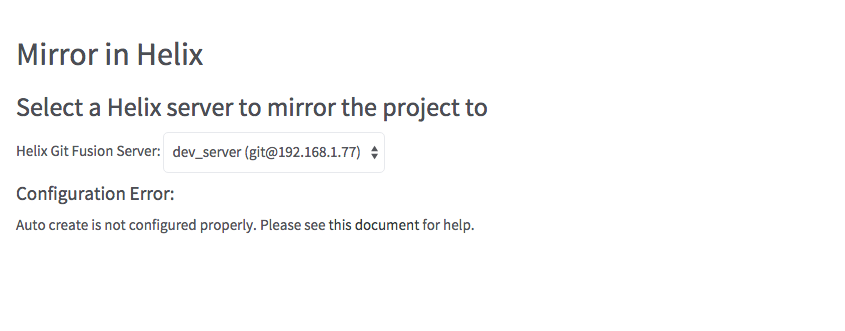 Mirror in Helix
Select a Helix server to mirror the project to
Helix Git Fusion Server: dev_server (git@192.168.1.77)
Configuration Error:
Auto create is not configured properly. Please see this document for help.